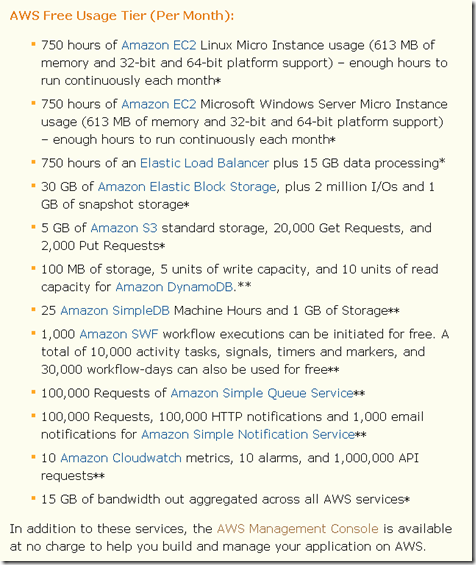 AWS Free Usage Tier (Per Month):
750 hours of Amazon EC2 Linux Micro Instance usage (613 MB of
memory and 32-bit and 64-bit platform support) – enough hours to
run continuously each month*
750 hours of Amazon EC2 Microsoft Windows Server Micro Instance
usage (613 MB of memory and 32-bit and 64-bit platform support)
– enough hours to run continuously each month*
750 hours of an Elastic Load Balancer plus 15 GB data processing*
30 GB of Amazon Elastic Block Storage, plus 2 million I/Os and 1
GB of snapshot storage*
5 GB of Amazon S3 standard storage, 20,000 Get Requests, and
2,000 Put Requests*
100 MB of storage, 5 units of write capacity, and 10 units of read
capacity for Amazon DynamoDB.**
25 Amazon SimpleDB Machine Hours and 1 GB of Storage**
1,000 Amazon SWF workflow executions can be initiated for free. A
total of 10,000 activity tasks, signals, timers and markers, and
30,000 workflow-days can also be used for free**
100,000 Requests of Amazon Simple Queue Service**
100,000 Requests, 100,000 HTTP notifications and 1,000 email
notifications for Amazon Simple Notification Service**
10 Amazon Cloudwatch metrics, 10 alarms, and 1,000,000 API
requests**
15 GB of bandwidth out aggregated across all AWS services*
In addition to these services, the AWS Management Console is available
at no charge to help you build and manage your application on AWS.